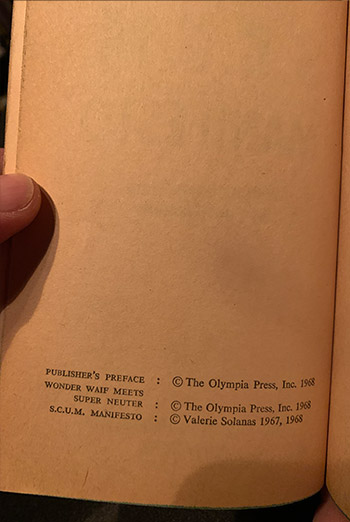 PUBLISHER'S PREFACE : © The Olympia Press, Inc. 1968
WONDER WAIF MEETS
SUPER NEUTER : © The Olympia Press, Inc. 1968
S.C.U.M. MANIFESTO : © Valerie Solanas 1967, 1968